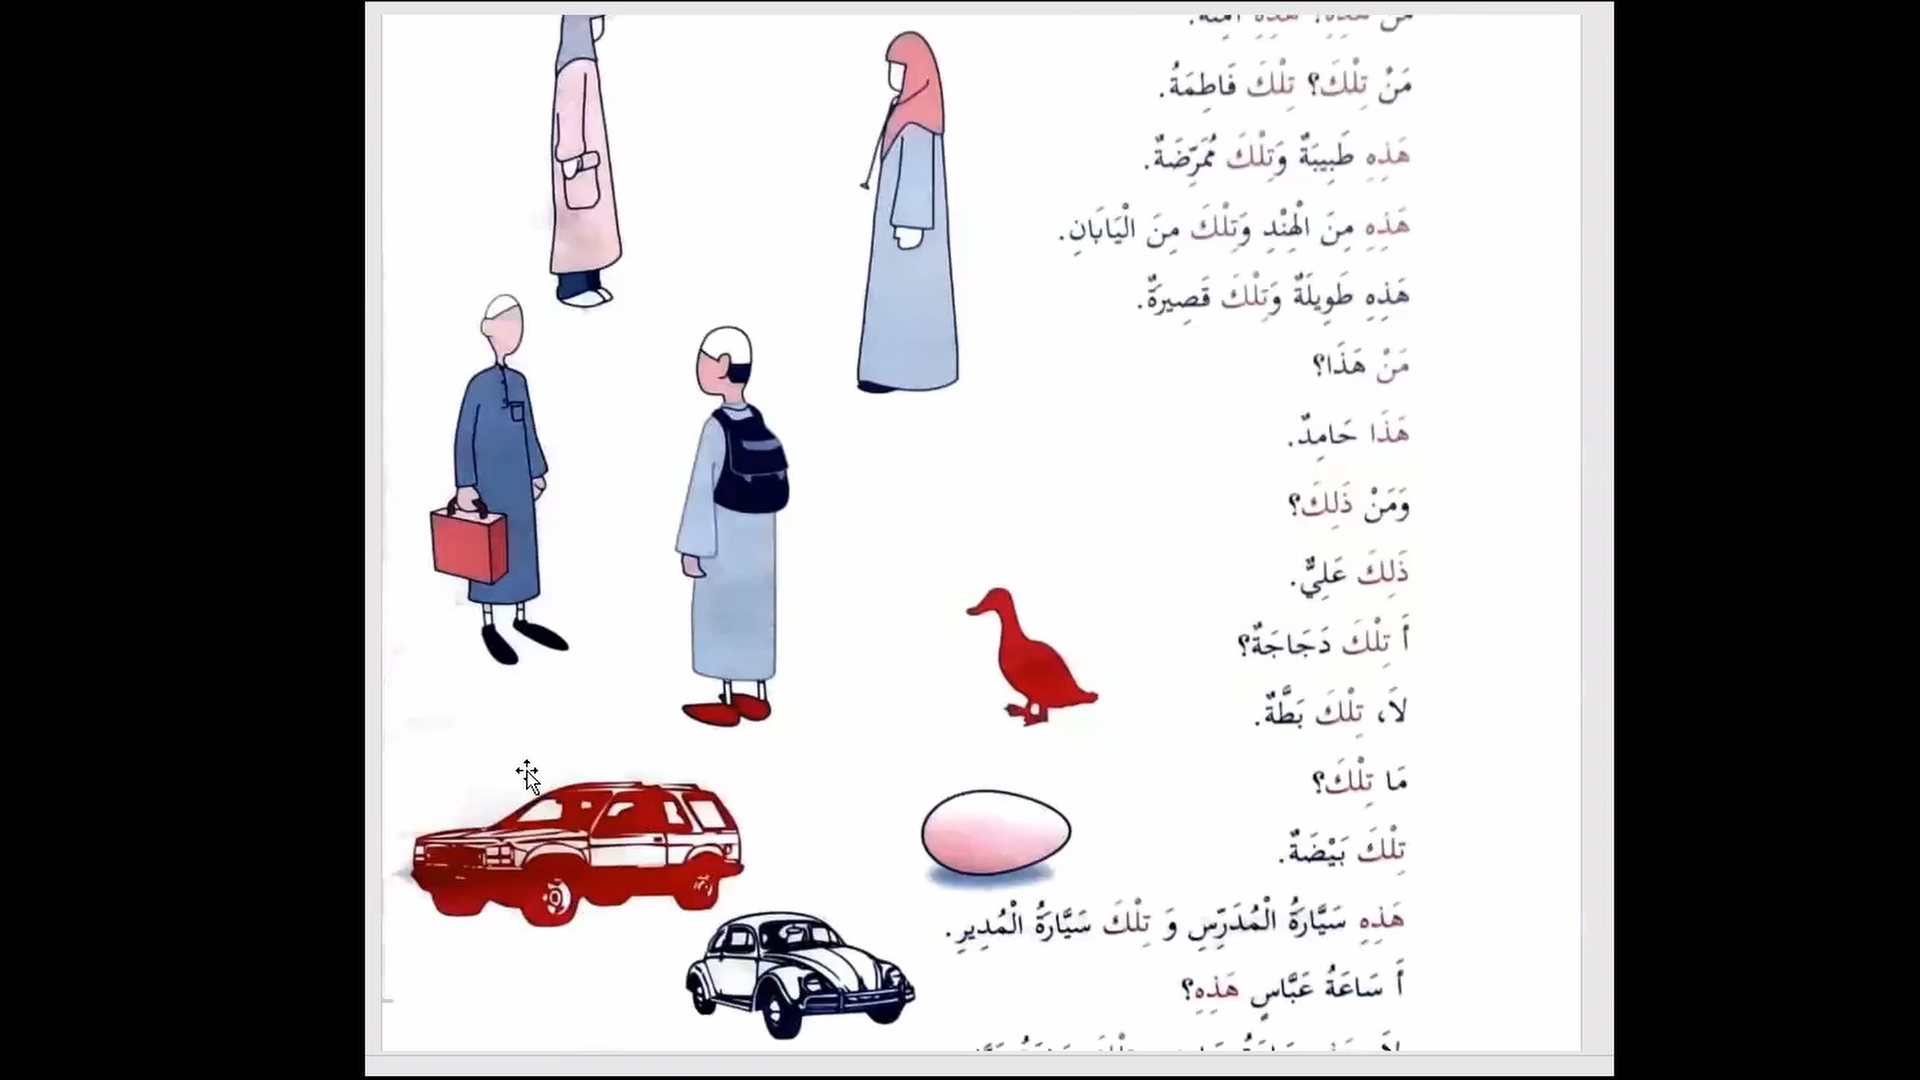 مَنْ تِلْكَ؟ تِلْكَ فَاطِمَةُ.
هَذِهِ طَبِيبَةٌ وَتِلْكَ مُمَرِّضَةٌ.
هَذِهِ مِنَ الْهِنْدِ وَتِلْكَ مِنَ الْيَابَانِ.
هَذِهِ طَوِيلَةٌ وَتِلْكَ قَصِيرَةٌ.
مَنْ هَذَا؟
هَذَا حَامِدٌ.
وَمَنْ ذَلِكَ؟
ذَلِكَ عَلِيٌّ.
أَ تِلْكَ دَجَاجَةٌ؟
لاَ، تِلْكَ بَطَّةٌ.
مَا تِلْكَ؟
تِلْكَ بَيْضَةٌ.
هَذِهِ سَيَّارَةُ الْمُدَرِّسِ وَ تِلْكَ سَيَّارَةُ الْمُدِيرِ.
أَ سَاعَةُ عَبَّاسٍ هَذِهِ؟